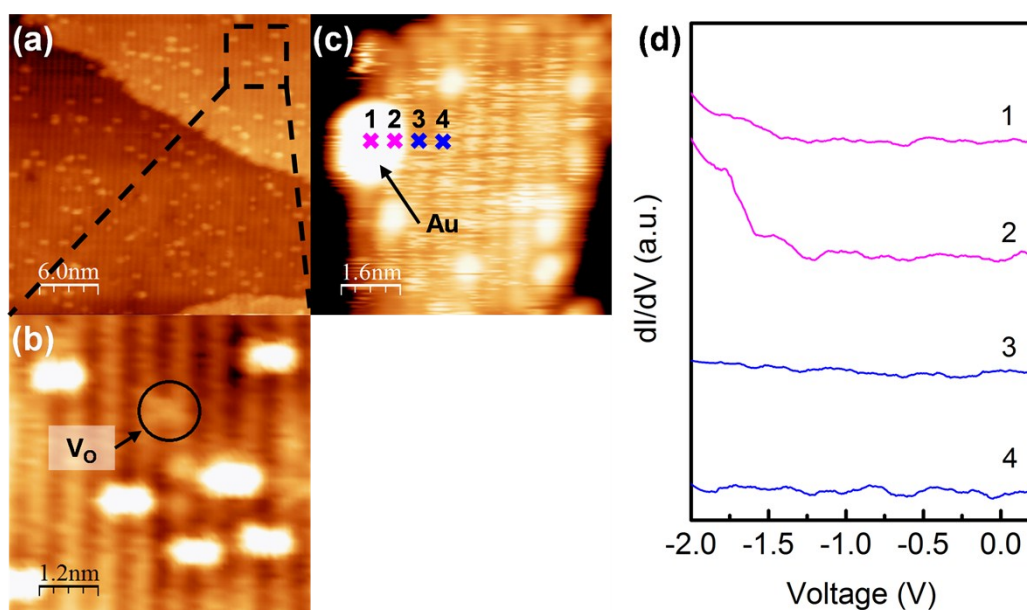 (a)
6.0nm
(b)
V_O
1.2nm
(c)
1 2 3 4
Au
1.6nm
(d)
dI/dV (a.u.)
1
2
3
4
-2.0 -1.5 -1.0 -0.5 0.0
Voltage (V)